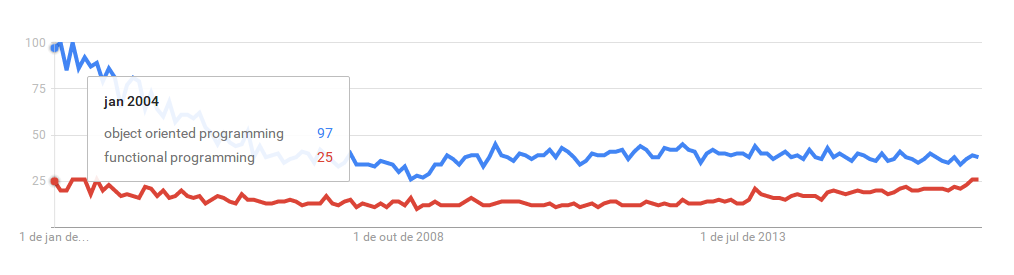 100
75
50
25
jan 2004
object oriented programming 97
functional programming 25
1 de jan de...
1 de out de 2008
1 de jul de 2013